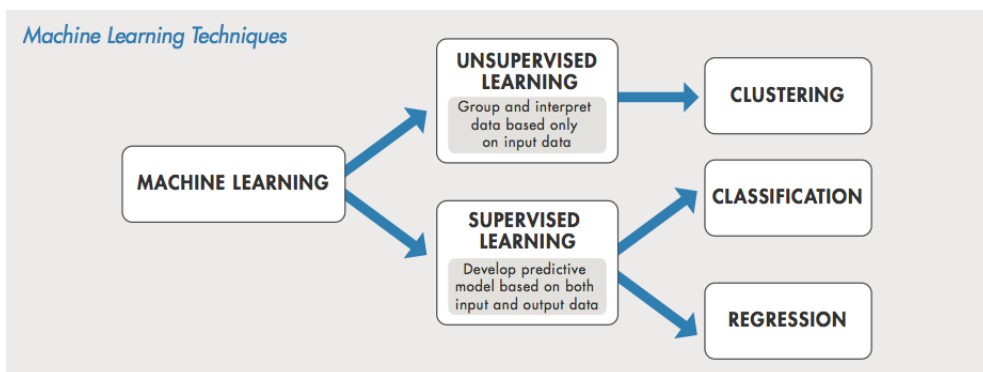 Machine Learning Techniques
MACHINE LEARNING
UNSUPERVISED
LEARNING
Group and interpret
data based only
on input data
CLUSTERING
SUPERVISED
LEARNING
Develop predictive
model based on both
input and output data
CLASSIFICATION
REGRESSION